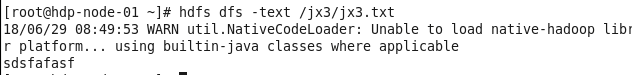 [root@hdp-node-01 ~]# hdfs dfs -text /jx3/jx3.txt
18/06/29 08:49:53 WARN util.NativeCodeLoader: Unable to load native-hadoop libr
r platform... using builtin-java classes where applicable
sdsfafasf